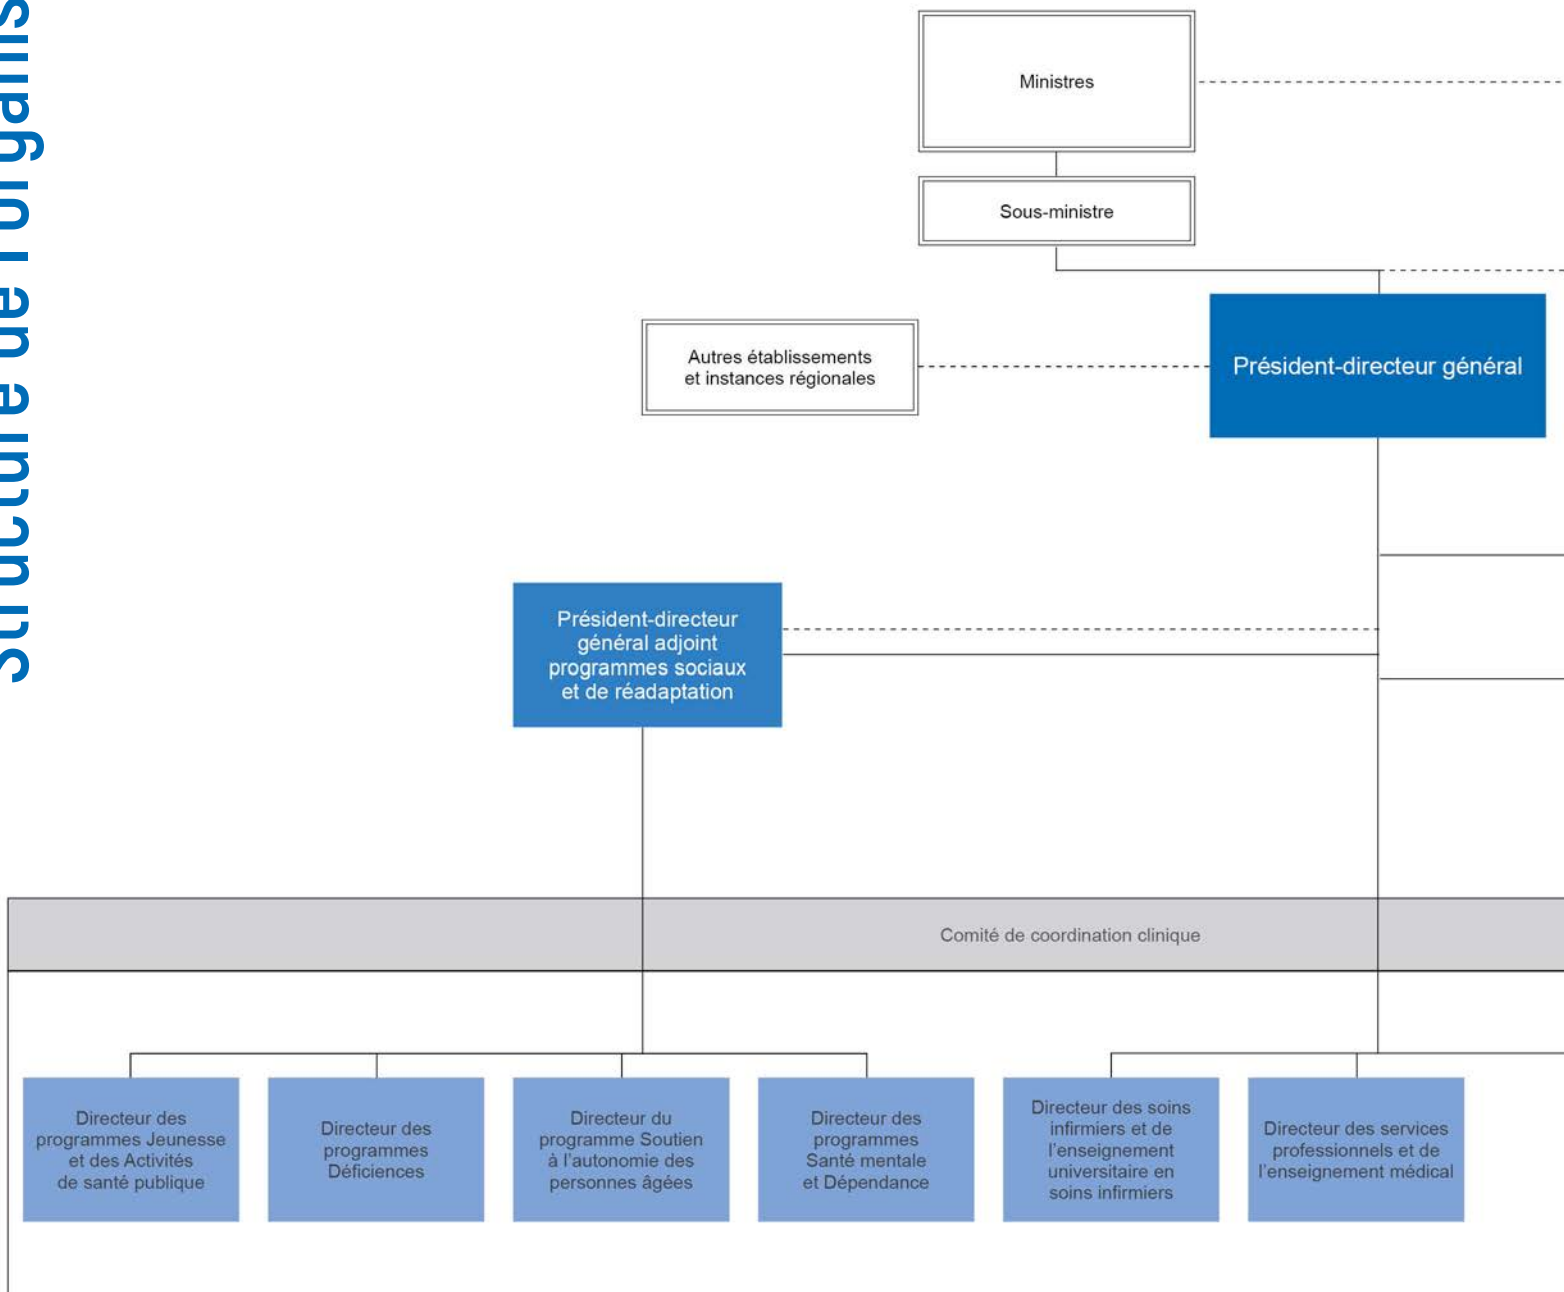 Structure de l'organis
Ministres
Sous-ministre
Autres établissements
et instances régionales
Président-directeur général
Président-directeur
général adjoint
programmes sociaux
et de réadaptation
Comité de coordination clinique
Directeur des
programmes Jeunesse
et des Activités
de santé publique
Directeur des
programmes
Déficiences
Directeur du
programme Soutien
à l'autonomie des
personnes âgées
Directeur des
programmes
Santé mentale
et Dépendance
Directeur des soins
infirmiers et de
l'enseignement
universitaire en
soins infirmiers
Directeur des services
professionnels et de
l'enseignement médical